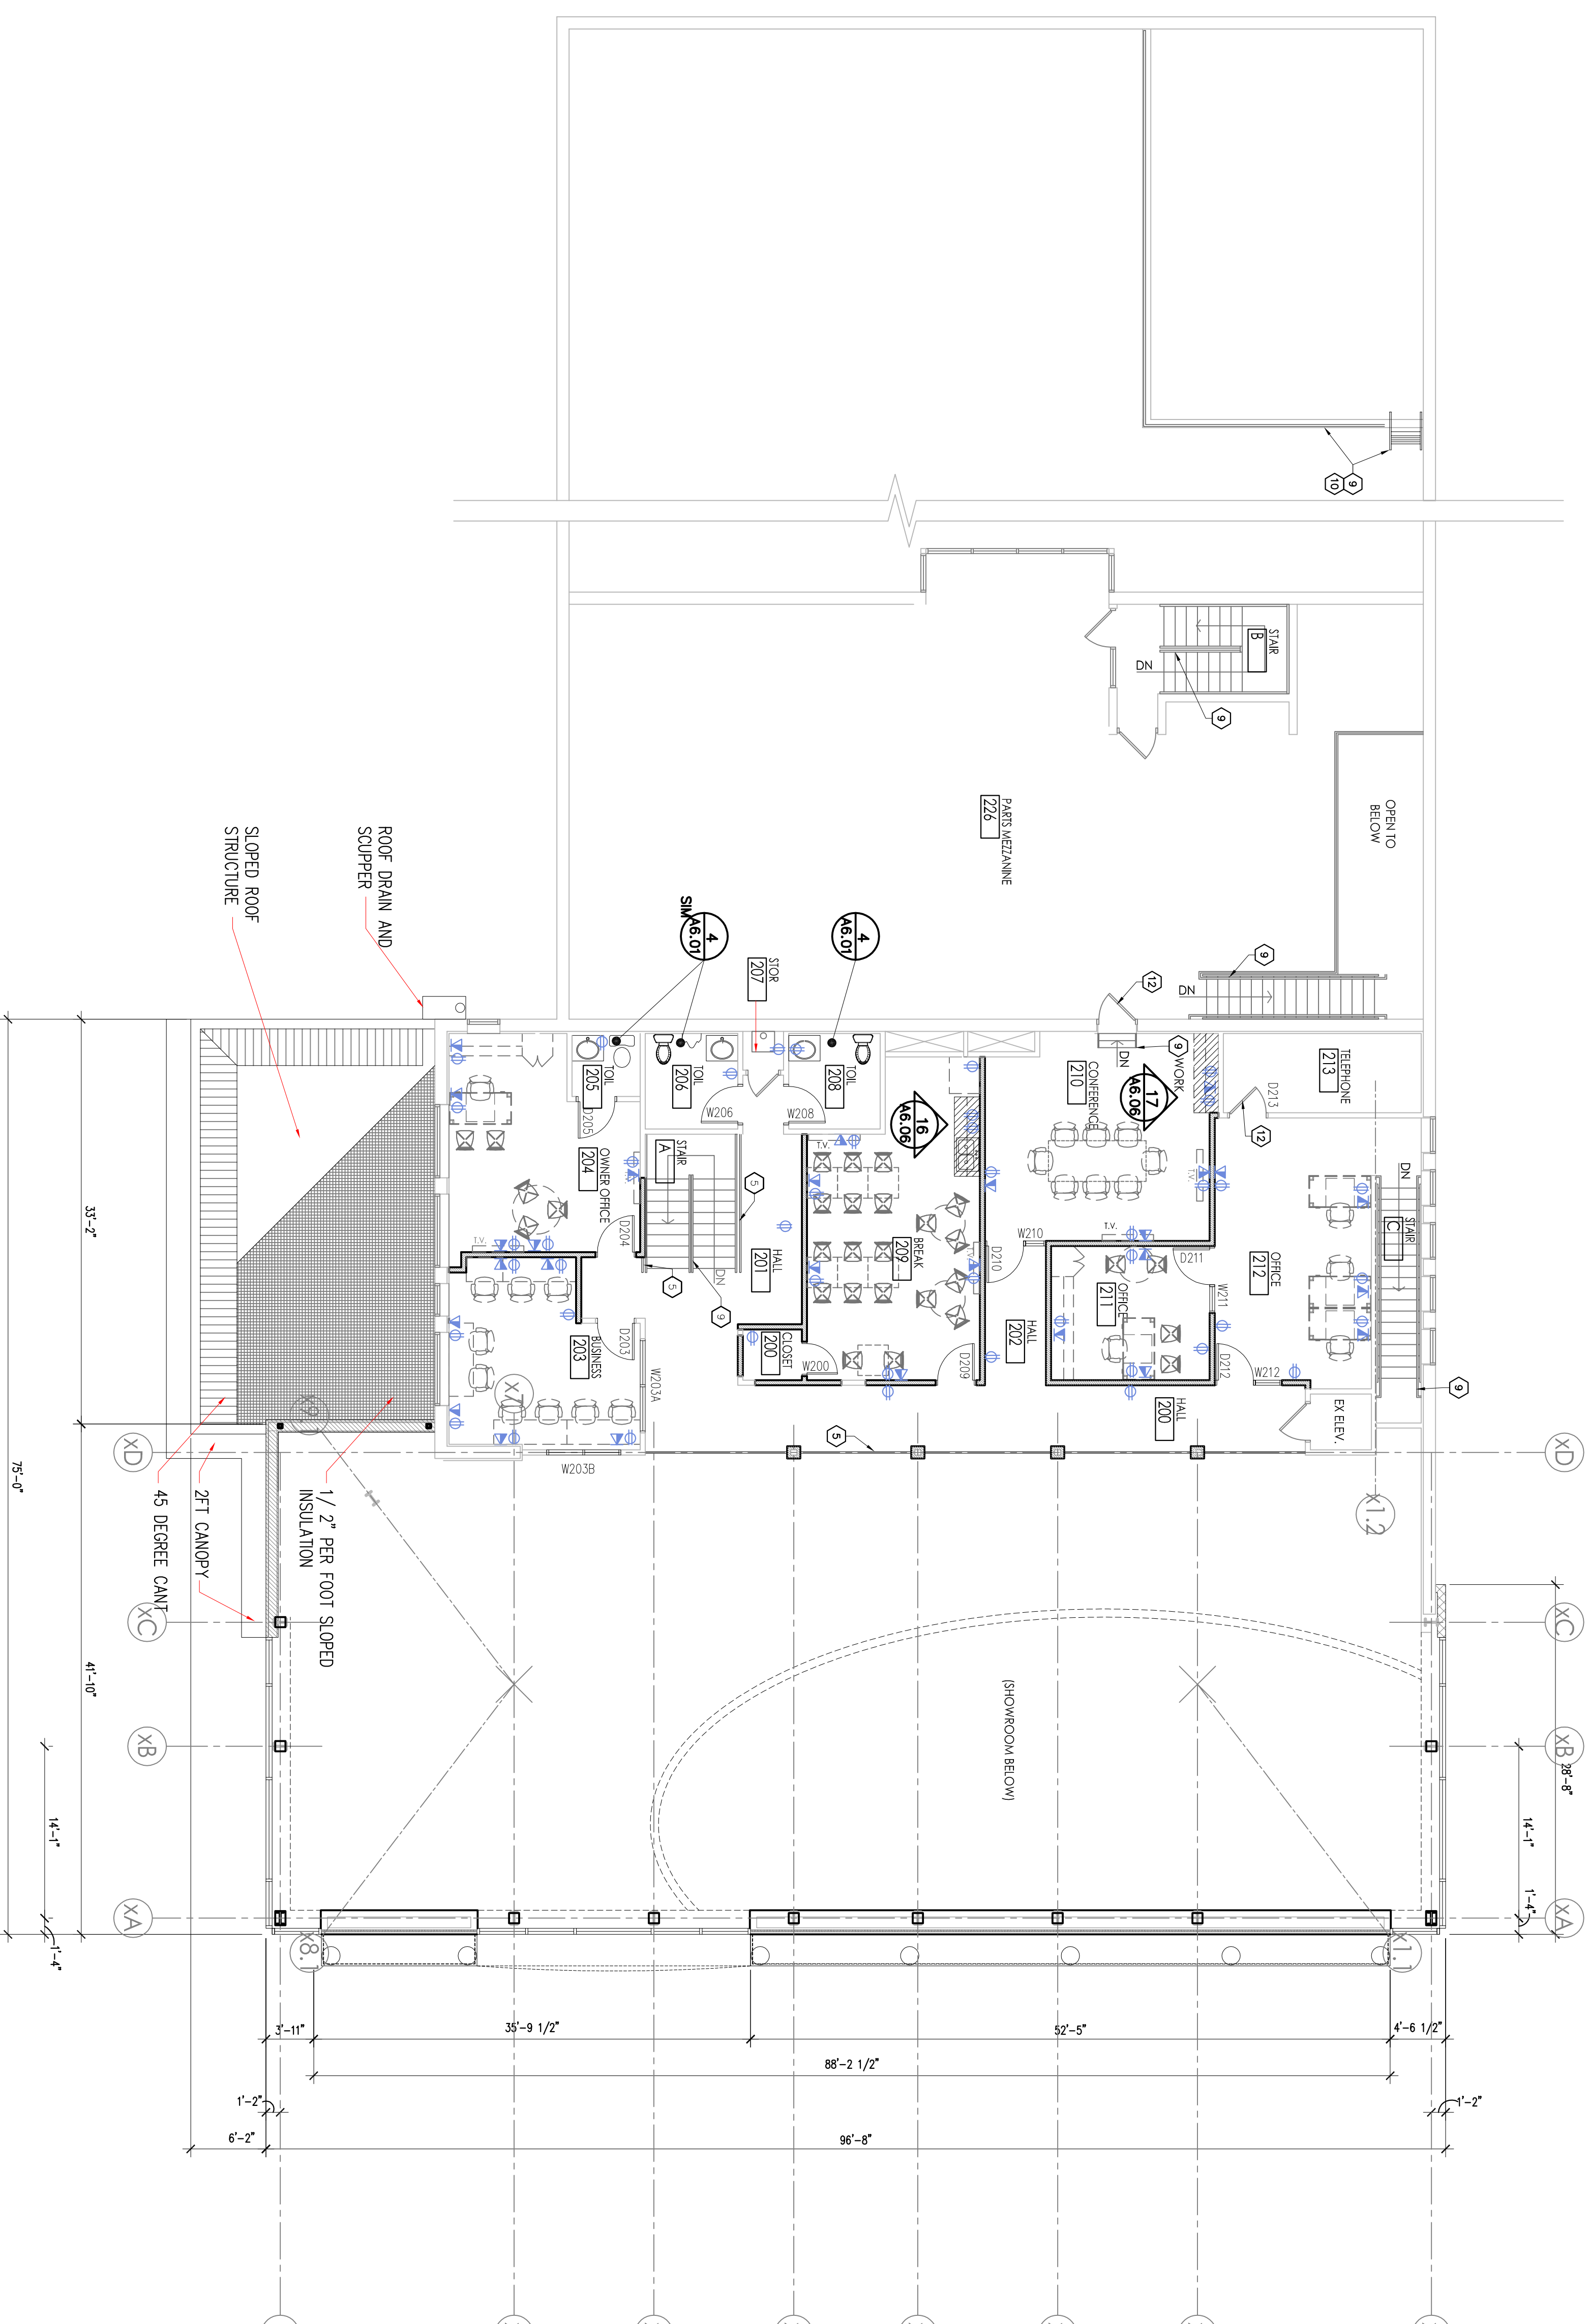 9
10
STAIR
B
DN
9
OPEN TO
BELOW
PARTS MEZZANINE
226
ROOF DRAIN AND
SCUPPER
SLOPED ROOF
STRUCTURE
SIM
4
A6.01
4
A6.01
STOR
207
9
DN
12
DN
9
WORK
TELEPHONE
213
D213
12
CONFERENCE
210
17
A6.06
16
A6.06
TOIL
205
D205
TOIL
206
W206
TOIL
208
W208
T.V.
T.V.
STAIR
A
5
OWNER OFFICE
204
D204
T.V.
HALL
201
DN
5
9
BREAK
209
T.V.
D210
W210
T.V.
D211
W211
OFFICE
211
OFFICE
212
DN
STAIR
C
9
HALL
202
BUSINESS
203
D203
W203A
W203B
CLOSET
200
W200
D209
D212
W212
HALL
200
EX ELEV.
5
x7
x9.1
xD
xD
x1.2
1/ 2" PER FOOT SLOPED
INSULATION
2FT CANOPY
45 DEGREE CANT
33'-2"
75'-0"
41'-10"
xC
xC
xB
xB
28'-8"
(SHOWROOM BELOW)
14'-1"
14'-1"
1'-4"
1'-4"
xA
xA
x8.1
x1.1
3'-11"
35'-9 1/2"
52'-5"
4'-6 1/2"
88'-2 1/2"
1'-2"
1'-2"
6'-2"
96'-8"